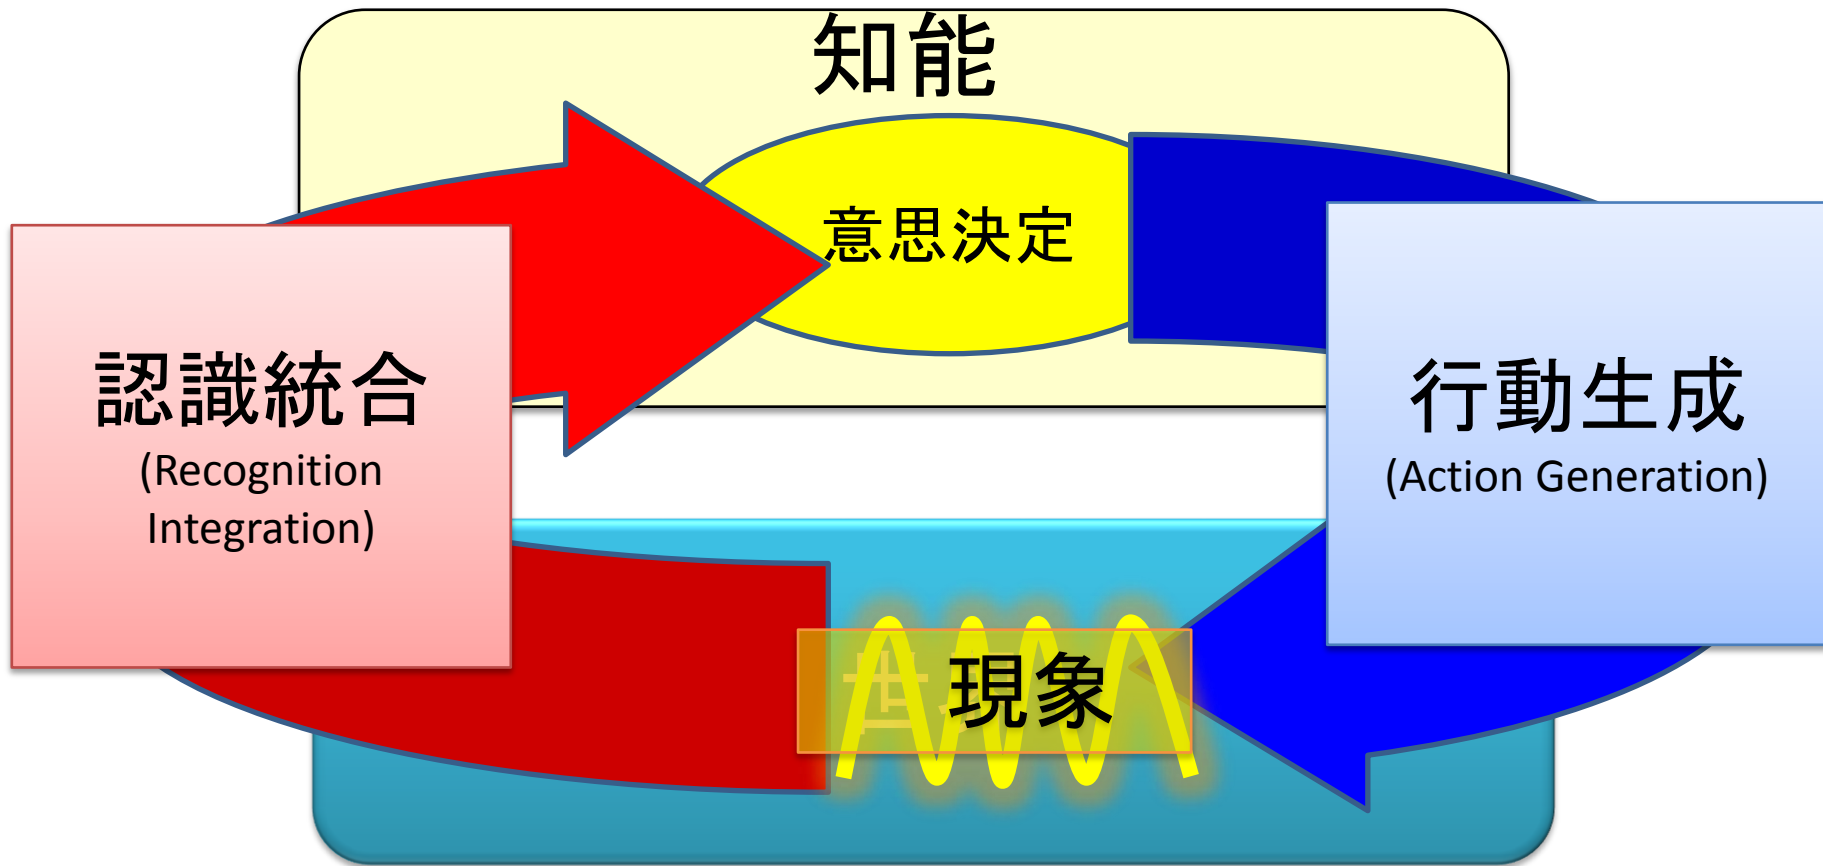 知能
意思決定
認識統合
(Recognition
Integration)
行動生成
(Action Generation)
現象